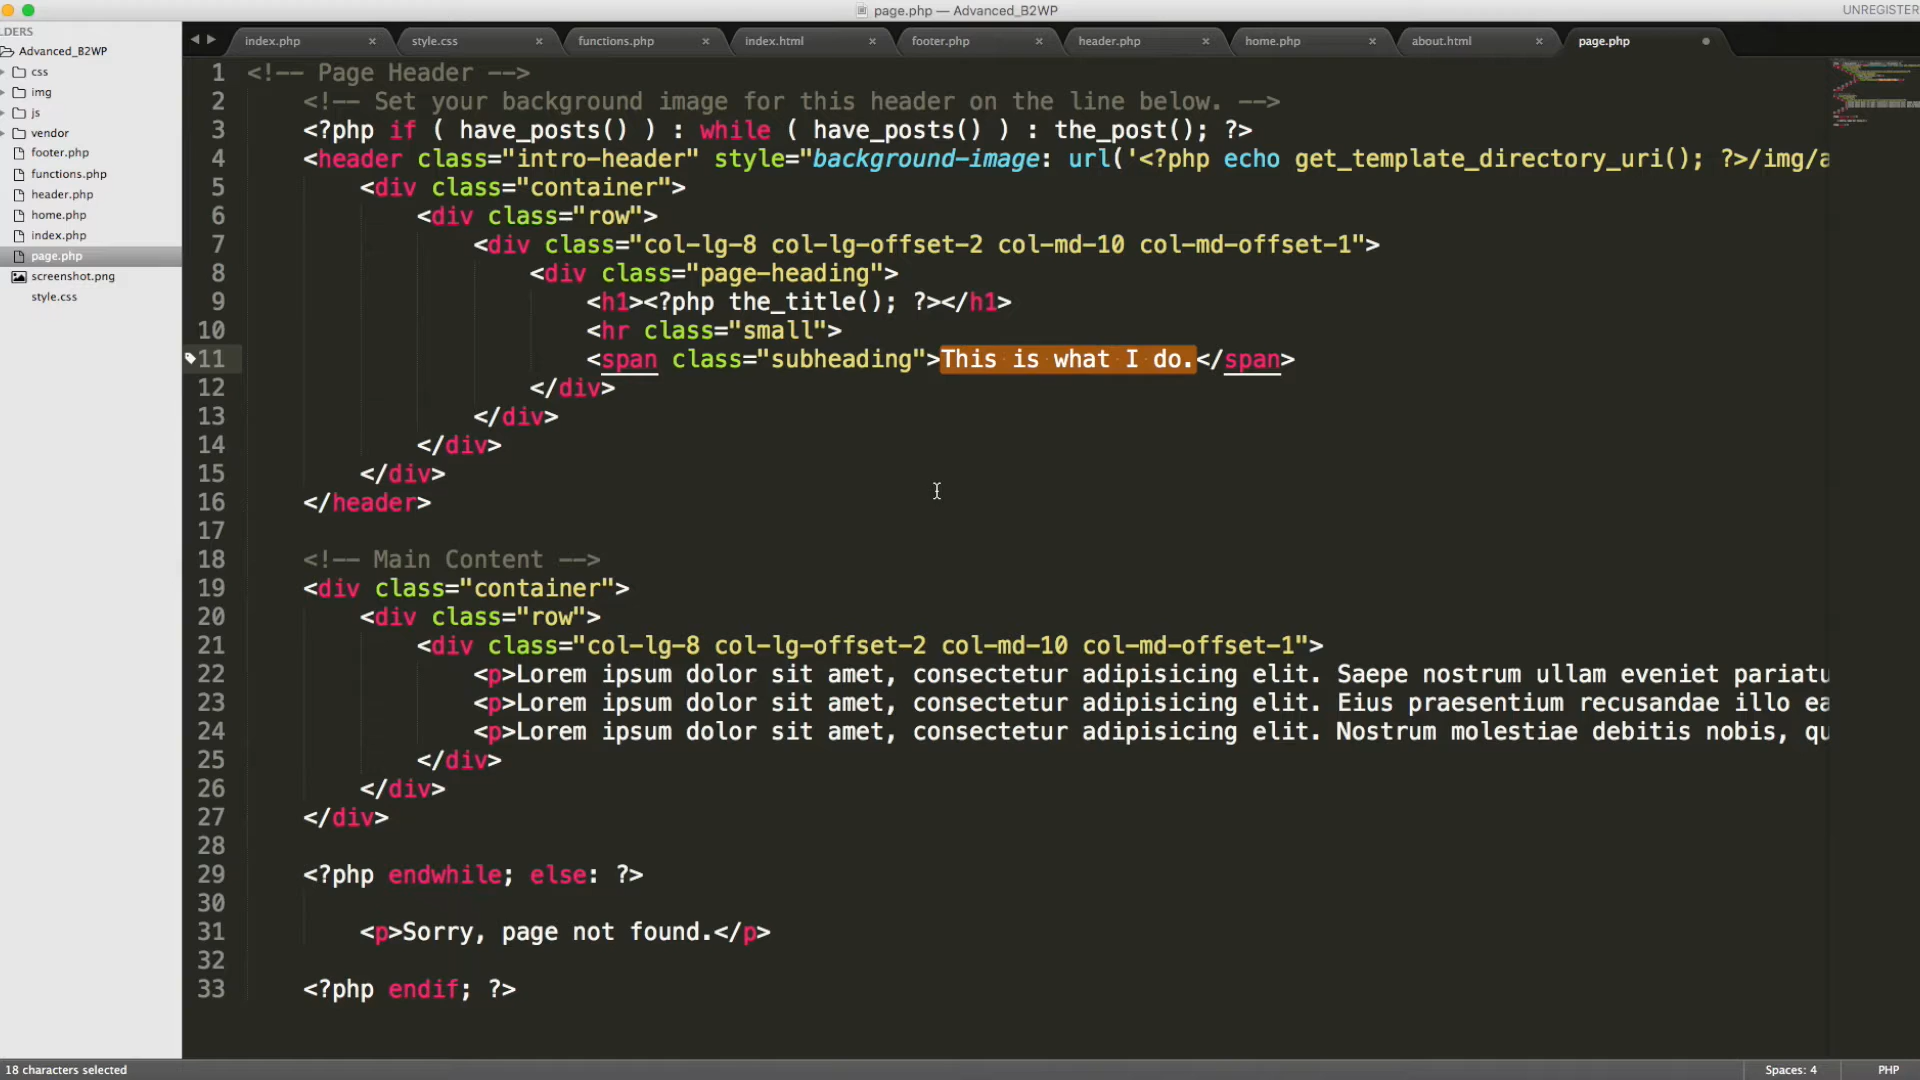 page.php — Advanced_B2WP
UNREGISTER
LDERS
Advanced_B2WP
css
img
js
vendor
footer.php
functions.php
header.php
home.php
index.php
page.php
screenshot.png
style.css
index.php
style.css
functions.php
index.html
footer.php
header.php
home.php
about.html
page.php
1 <!-- Page Header -->
2 <!-- Set your background image for this header on the line below. -->
3 <?php if ( have_posts() ) : while ( have_posts() ) : the_post(); ?>
4 <header class="intro-header" style="background-image: url('<?php echo get_template_directory_uri(); ?>/img/a
5 <div class="container">
6 <div class="row">
7 <div class="col-lg-8 col-lg-offset-2 col-md-10 col-md-offset-1">
8 <div class="page-heading">
9 <h1><?php the_title(); ?></h1>
10 <hr class="small">
11 <span class="subheading">This is what I do.</span>
12 </div>
13 </div>
14 </div>
15 </div>
16 </header>
17
18 <!-- Main Content -->
19 <div class="container">
20 <div class="row">
21 <div class="col-lg-8 col-lg-offset-2 col-md-10 col-md-offset-1">
22 <p>Lorem ipsum dolor sit amet, consectetur adipisicing elit. Saepe nostrum ullam eveniet pariatu
23 <p>Lorem ipsum dolor sit amet, consectetur adipisicing elit. Eius praesentium recusandae illo ea
24 <p>Lorem ipsum dolor sit amet, consectetur adipisicing elit. Nostrum molestiae debitis nobis, qu
25 </div>
26 </div>
27 </div>
28
29 <?php endwhile; else: ?>
30
31 <p>Sorry, page not found.</p>
32
33 <?php endif; ?>
18 characters selected
Spaces: 4
PHP